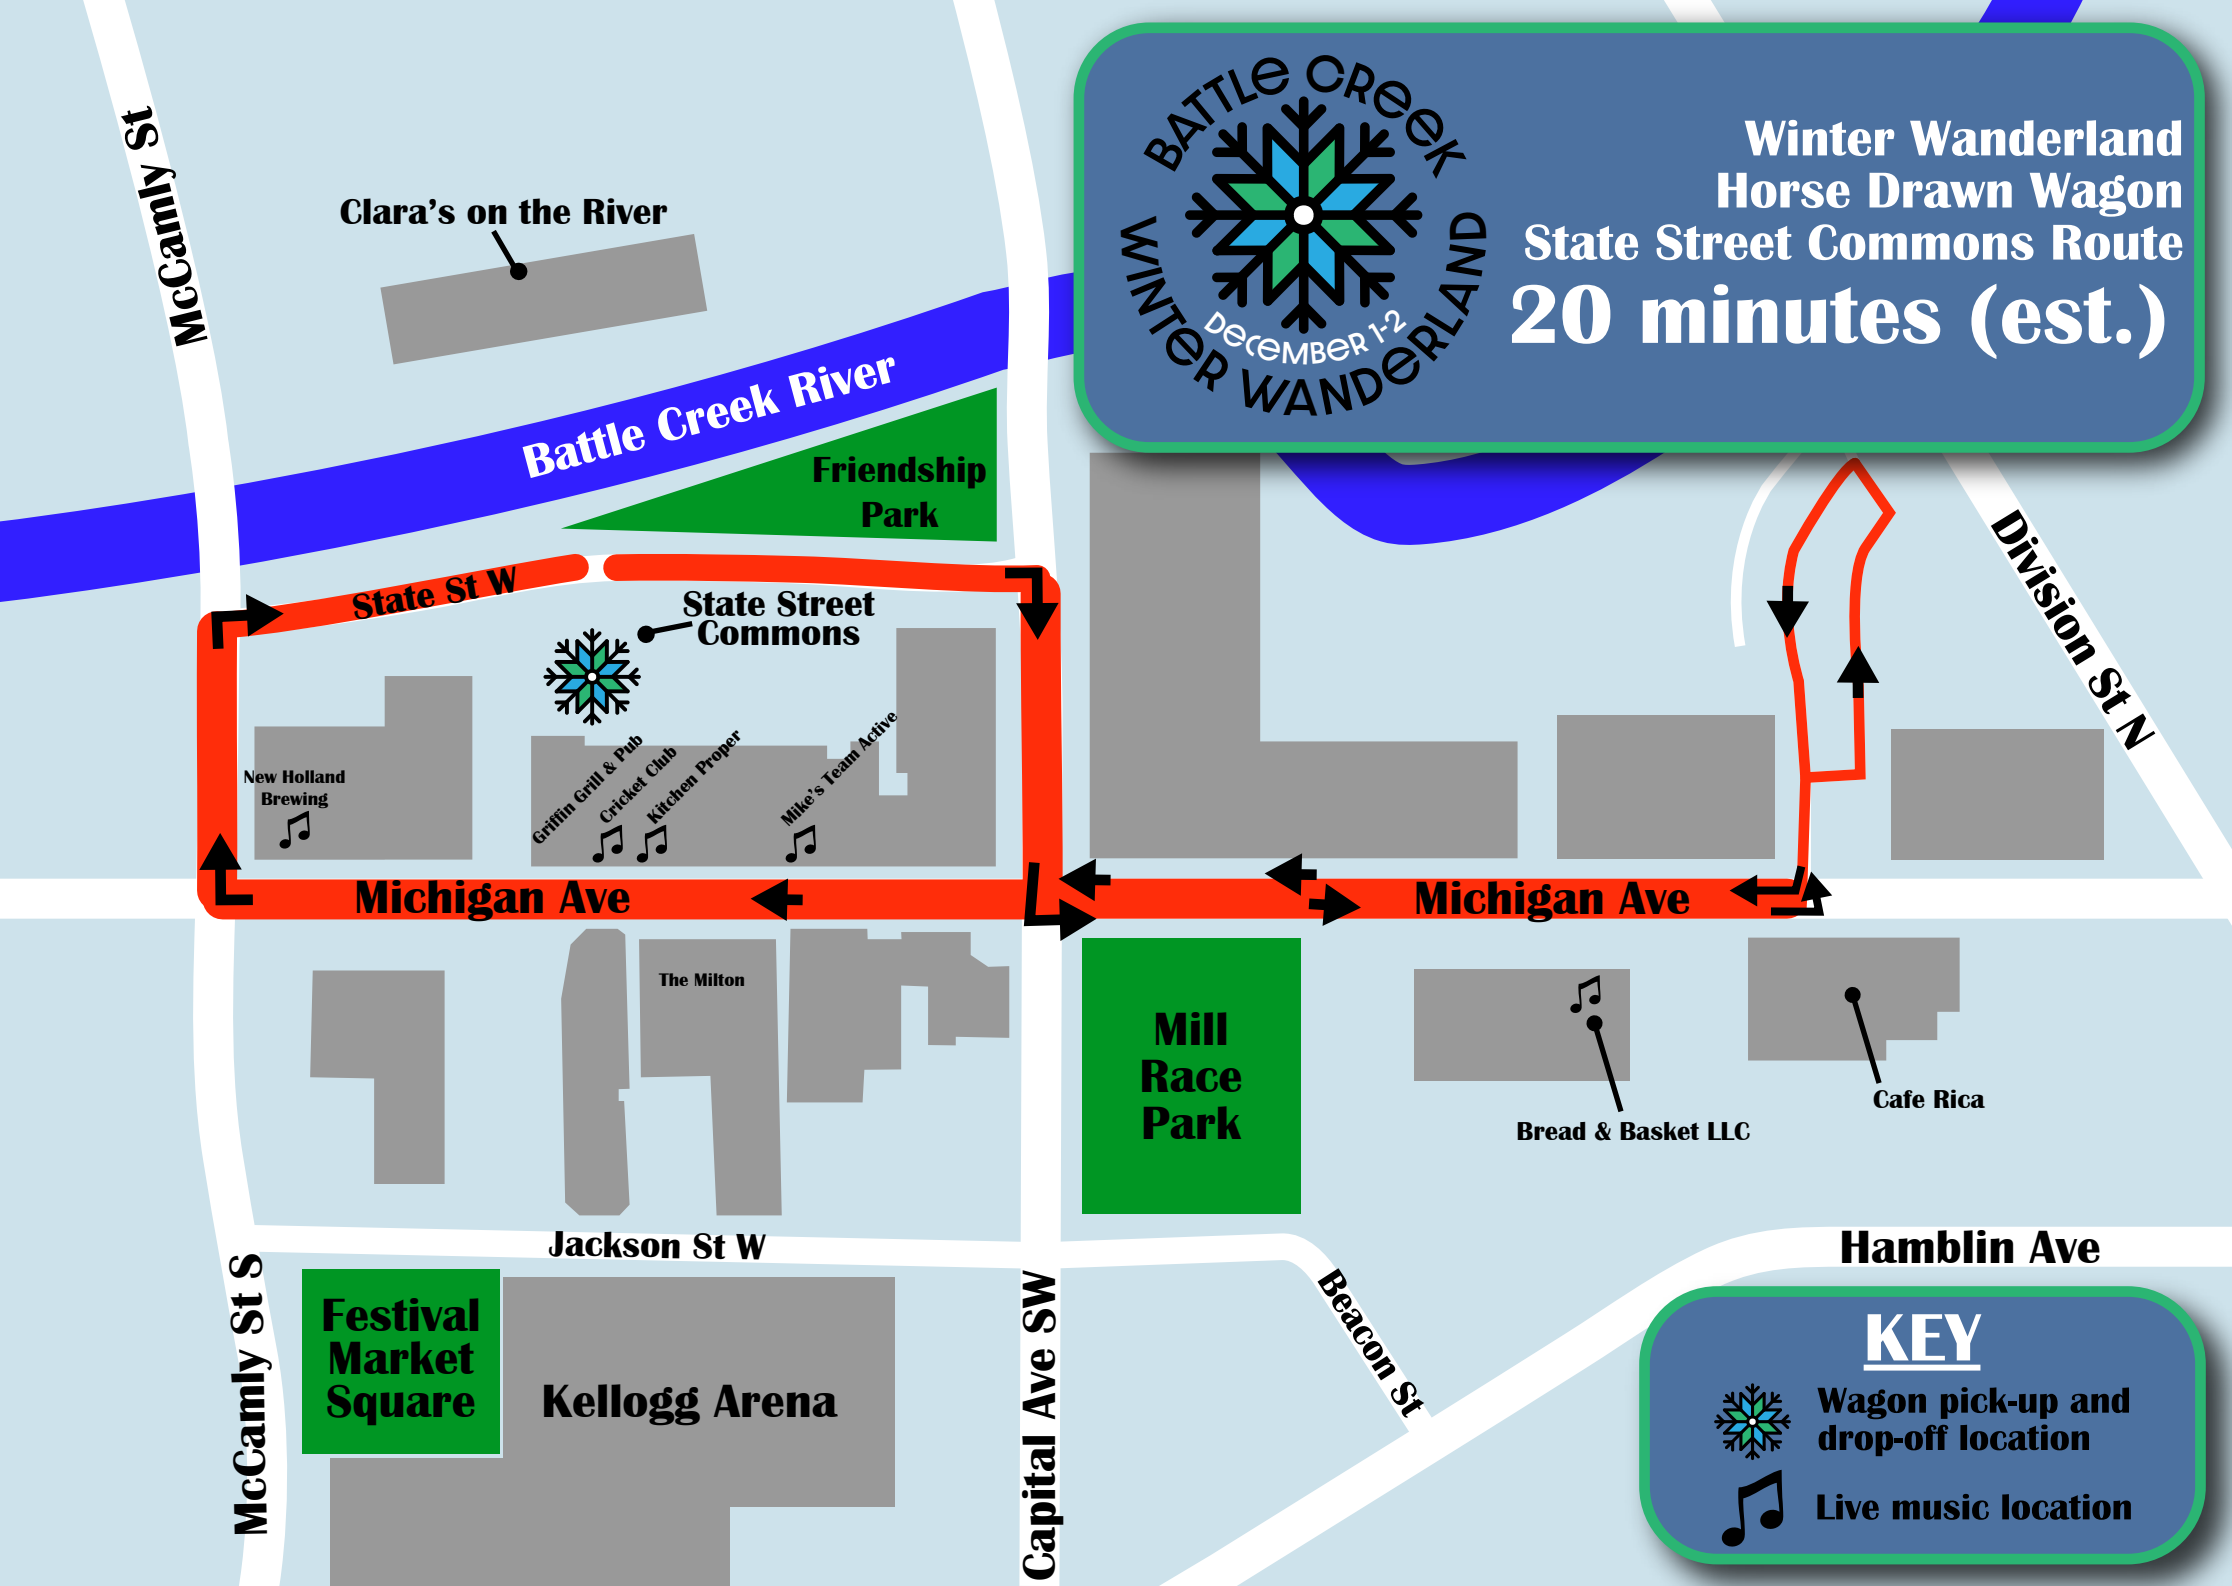 BATTLE CREEK
WINTER WANDERLAND
DECEMBER 1-2
Winter Wanderland
Horse Drawn Wagon
State Street Commons Route
20 minutes (est.)
McCamly St
Clara's on the River
Battle Creek River
Friendship
Park
Division St N
State St W
State Street
Commons
New Holland
Brewing
Griffin Grill & Pub
Cricket Club
Kitchen Proper
Mike's Team Active
Michigan Ave
Michigan Ave
The Milton
Mill
Race
Park
Bread & Basket LLC
Cafe Rica
Jackson St W
Hamblin Ave
McCamly St S
Festival
Market
Square
Kellogg Arena
Capital Ave SW
Beacon St
KEY
Wagon pick-up and
drop-off location
Live music location